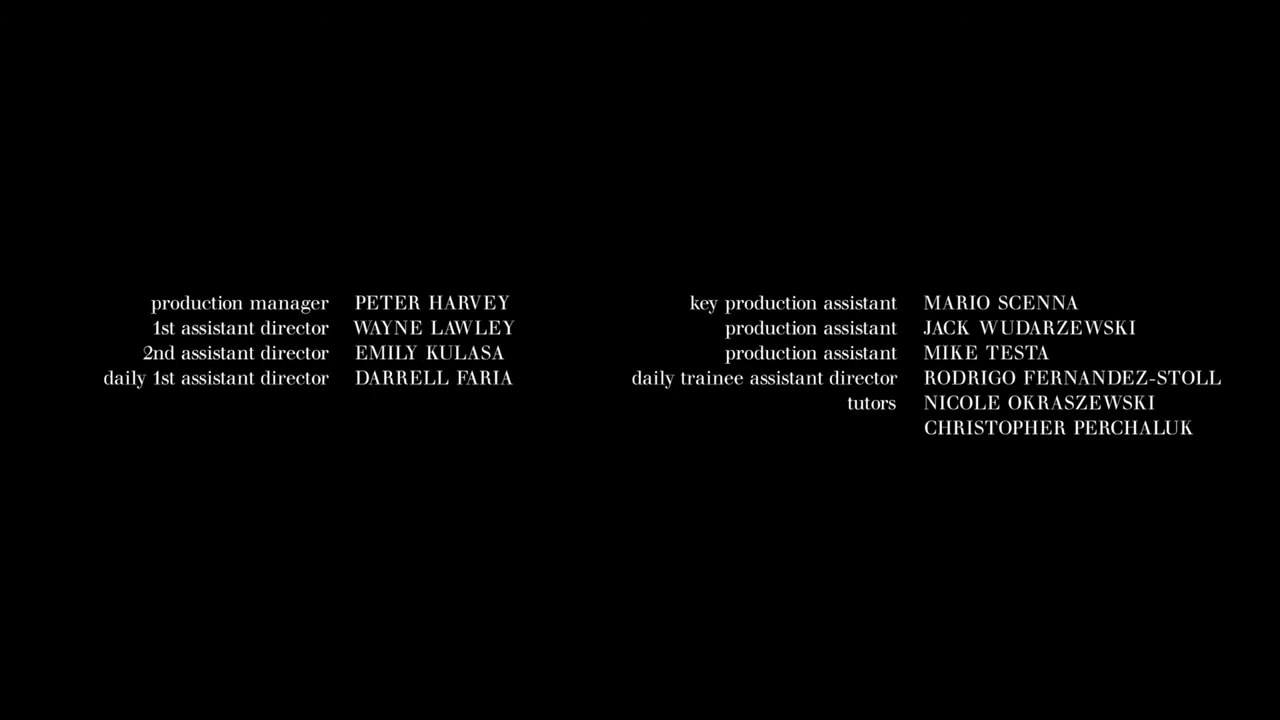 production manager PETER HARVEY
1st assistant director WAYNE LAWLEY
2nd assistant director EMILY KULASA
daily 1st assistant director DARRELL FARIA
key production assistant MARIO SCENNA
production assistant JACK WUDARZEWSKI
production assistant MIKE TESTA
daily trainee assistant director RODRIGO FERNANDEZ-STOLL
tutors NICOLE OKRASZEWSKI
CHRISTOPHER PERCHALUK